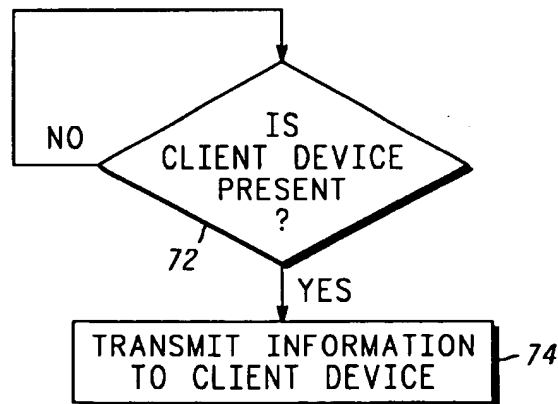 IS
CLIENT DEVICE
PRESENT
?
NO
72
YES
TRANSMIT INFORMATION
TO CLIENT DEVICE
74